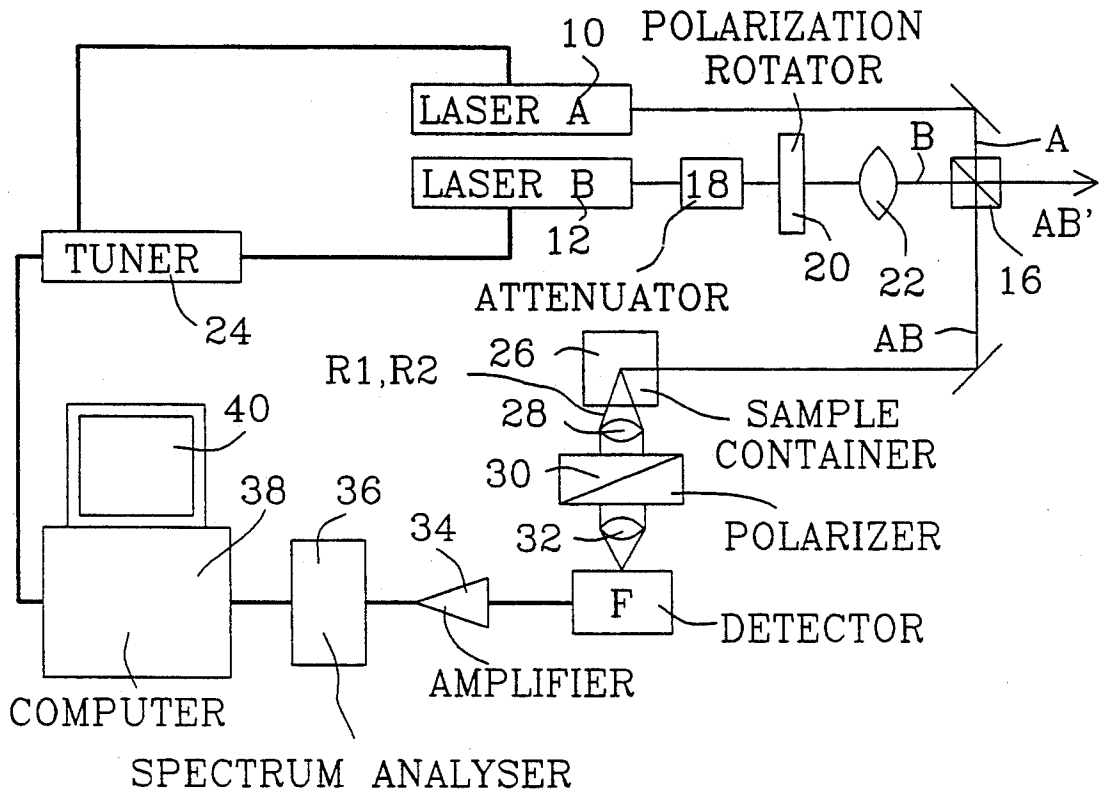 POLARIZATION
ROTATOR
10
LASER A
A
B
LASER B
18
12
20
22
16
AB'
TUNER
24
ATTENUATOR
AB
26
R1,R2
SAMPLE
CONTAINER
28
40
30
38
36
34
32
POLARIZER
F
DETECTOR
AMPLIFIER
COMPUTER
SPECTRUM ANALYSER